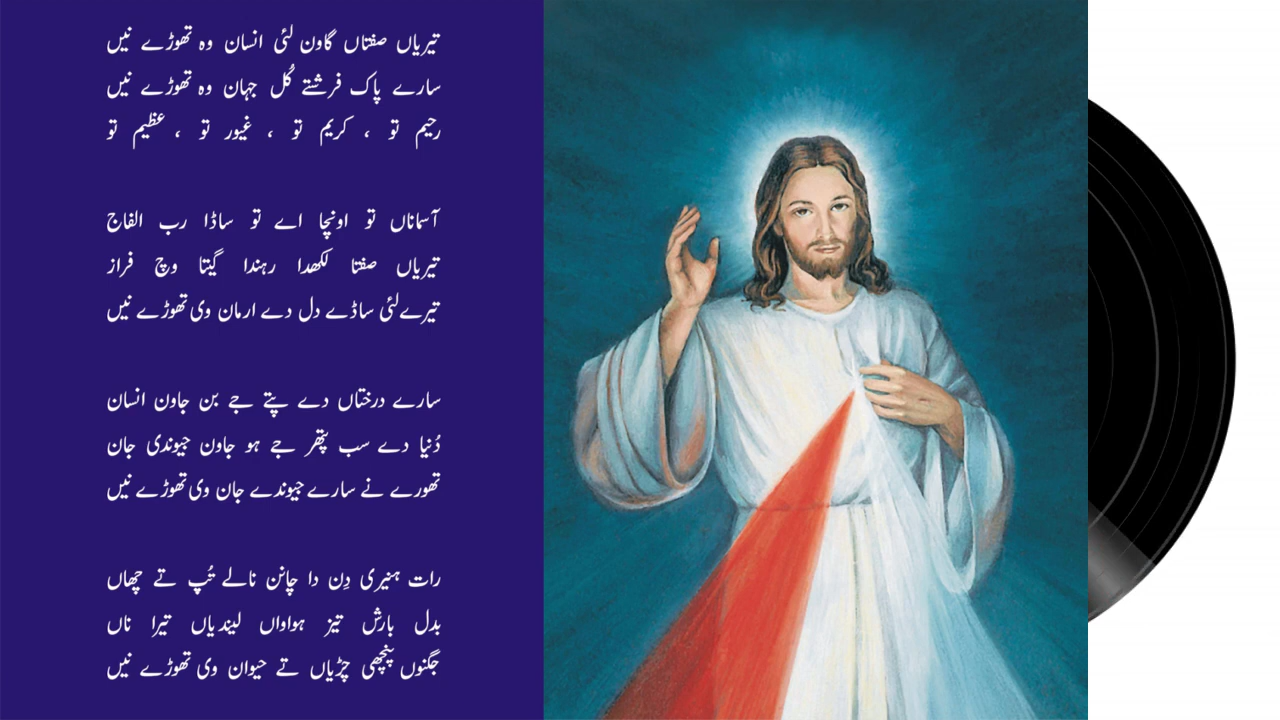 تیریاں صفتاں گاون لئی انسان وہ تھوڑے نیں
سارے پاک فرشتے کُل جہان وہ تھوڑے نیں
رحیم تو ، کریم تو ، غیور تو ، عظیم تو
آسماناں تو اونچا اے تو ساڈا رب الفاج
تیریاں صفتا لکھدا رہندا گیتا وچ فراز
تیرے لئی ساڈے دل دے ارمان وی تھوڑے نیں
سارے درختاں دے پتے جے بن جاون انسان
دُنیا دے سب پتھر جے ہو جاون جیوندی جان
تھورے نے سارے جیوندے جان وی تھوڑے نیں
رات ہنیری دِن دا چانن نالے تُپ تے چھاں
بدل بارش تیز ہواواں لیندیاں تیرا ناں
جگنوں پنچھی چڑیاں تے حیوان وی تھوڑے نیں